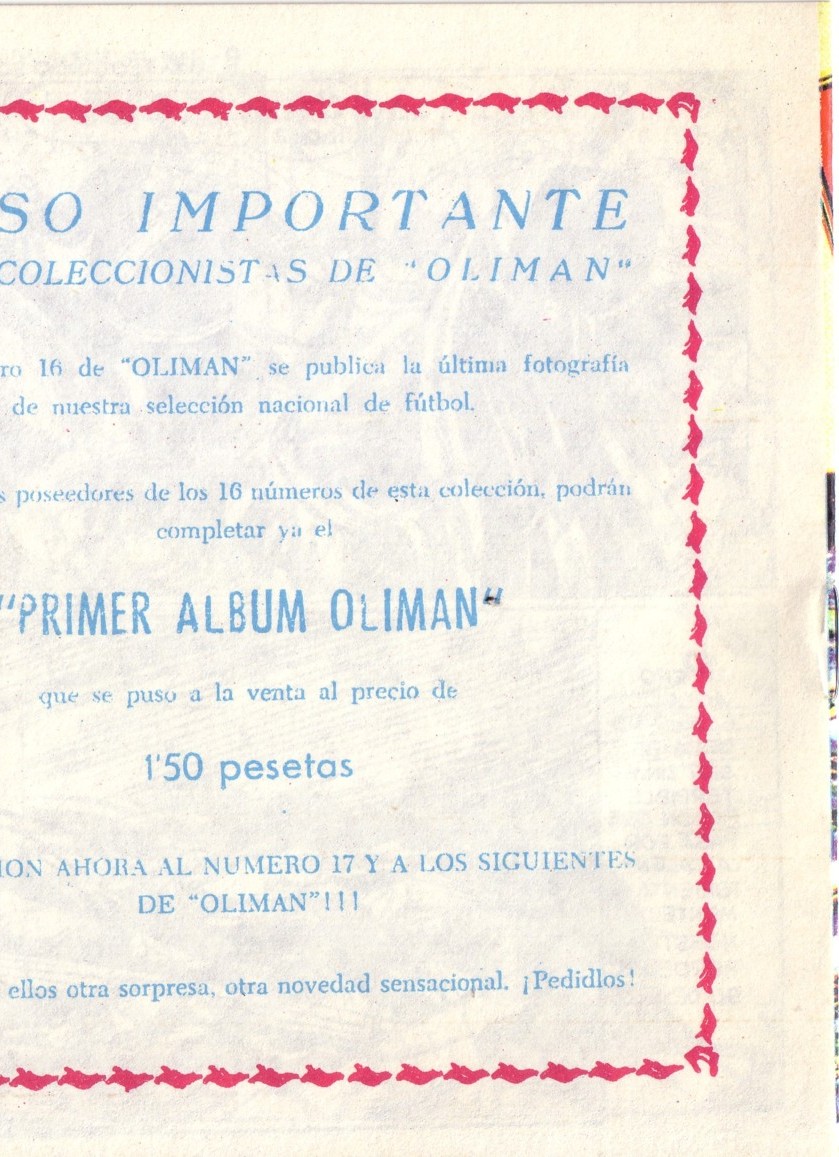 SO IMPORTANTE
COLECCIONISTAS DE "OLIMAN"
ro 16 de "OLIMAN" se publica la última fotografía
de nuestra selección nacional de fútbol.
s poseedores de los 16 números de esta colección, podrán
completar ya el
"PRIMER ALBUM OLIMAN"
que se puso a la venta al precio de
1'50 pesetas
ION AHORA AL NUMERO 17 Y A LOS SIGUIENTES
DE "OLIMAN"!!!
ellos otra sorpresa, otra novedad sensacional. ¡Pedidlos!